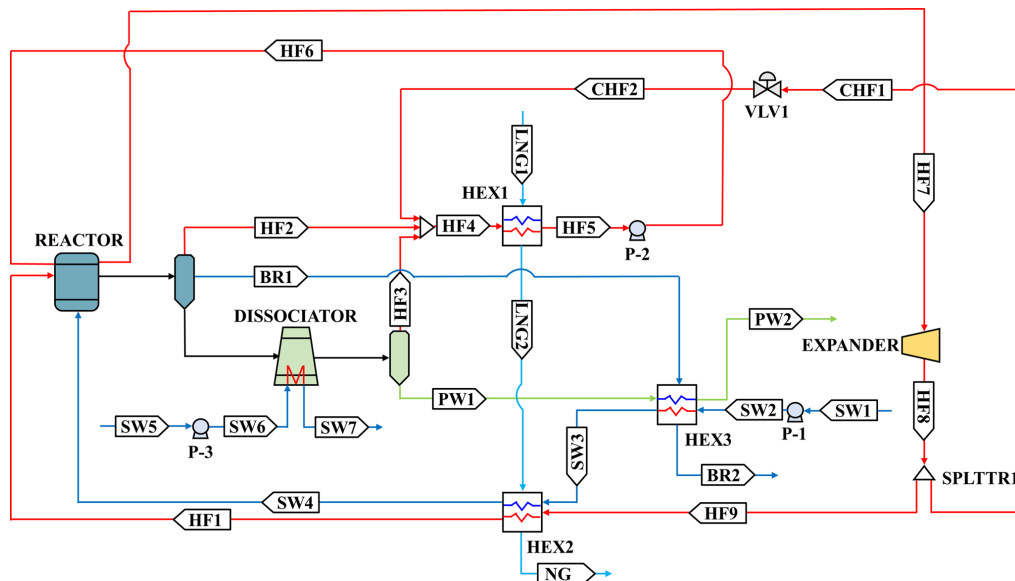 HF6
CHF2
CHF1
VLV1
LNG1
HF7
HEX1
HF2
HF4
HF5
P-2
REACTOR
BR1
HF3
DISSOCIATOR
LNG2
PW2
EXPANDER
PW1
HF8
SW5
SW6
SW7
P-3
SW3
SW2
SW1
P-1
HEX3
BR2
SPLTTR1
SW4
HF1
HF9
HEX2
NG